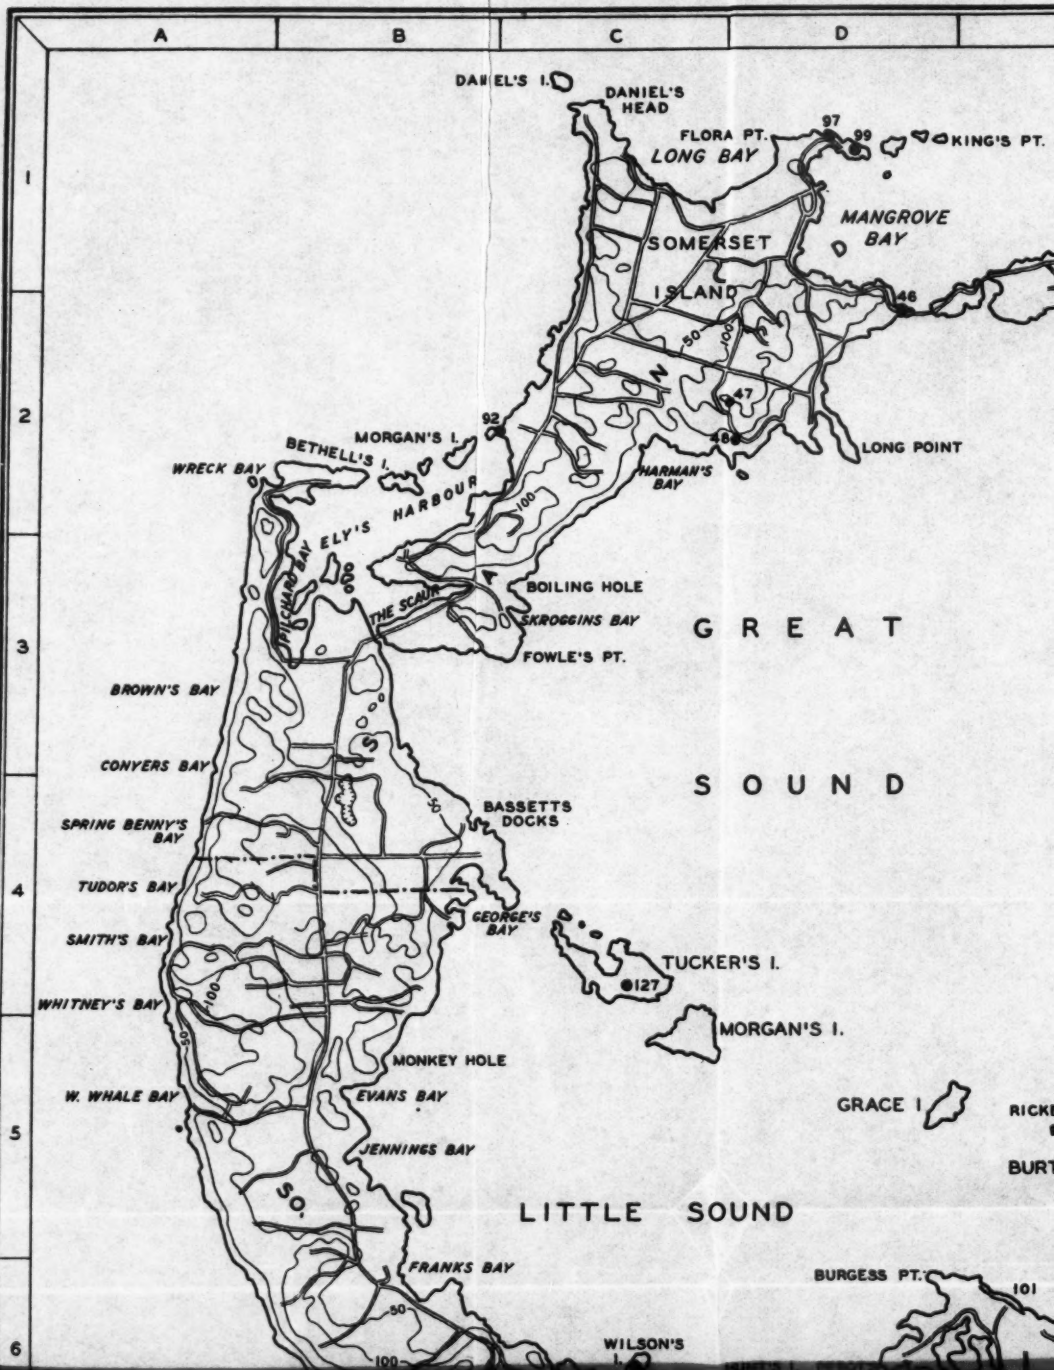 A
B
C
D
DANIEL'S I.
DANIEL'S
HEAD
97
99
FLORA PT.
KING'S PT.
LONG BAY
1
MANGROVE
BAY
SOMERSET
ISLAND
46
50
100
N
47
2
92
MORGAN'S I.
48
LONG POINT
BETHELL'S I.
WRECK BAY
HARMAN'S
BAY
HARBOUR
100
ELY'S
PILCHARD BAY
A
BOILING HOLE
THE SCAUR
SKROGGINS BAY
GREAT
3
FOWLE'S PT.
BROWN'S BAY
S
CONYERS BAY
SOUND
50
BASSETTS
DOCKS
SPRING BENNY'S
BAY
4
TUDOR'S BAY
GEORGE'S
BAY
SMITH'S BAY
TUCKER'S I.
127
100
WHITNEY'S BAY
MORGAN'S I.
50
MONKEY HOLE
W. WHALE BAY
EVANS BAY
GRACE I
RICKE
5
JENNINGS BAY
BURT
SO.
LITTLE SOUND
FRANKS BAY
BURGESS PT.
101
50
6
WILSON'S
I.
100